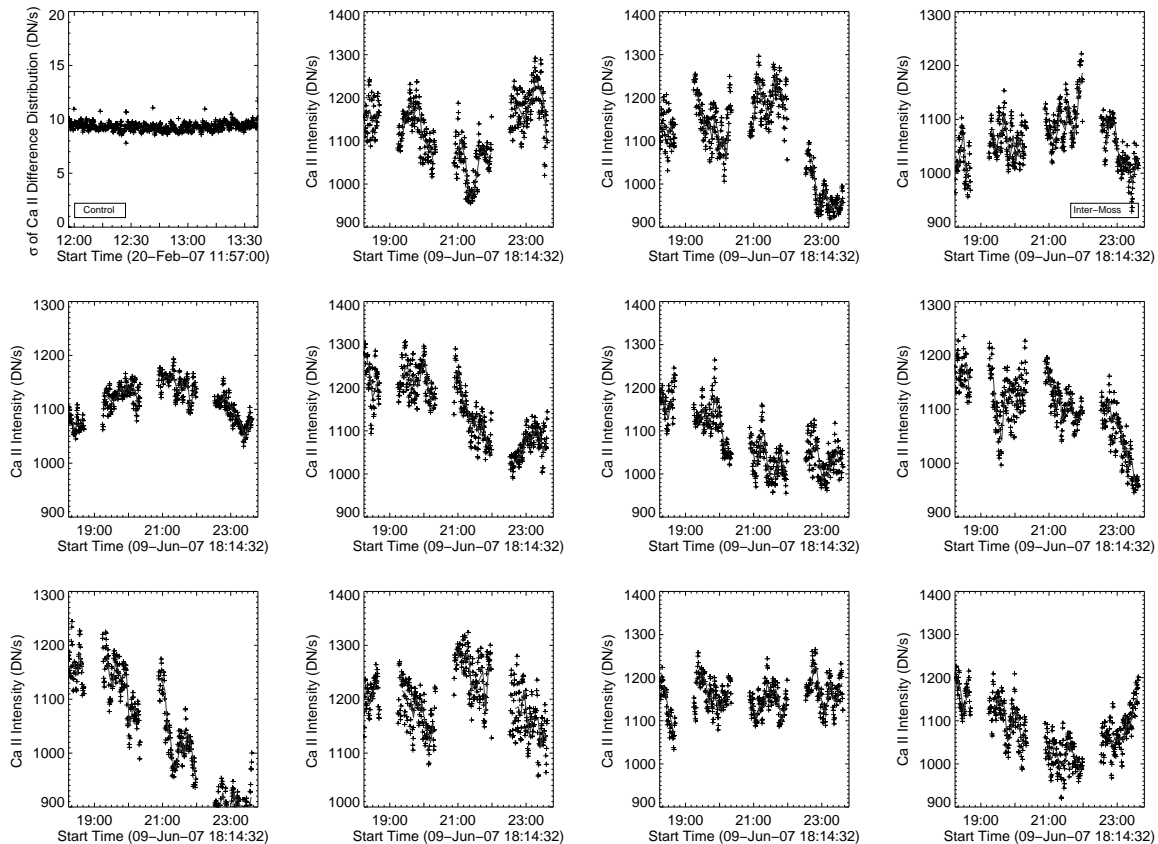 σ of Ca II Difference Distribution (DN/s)
20
15
10
5
0
Control
12:00 12:30 13:00 13:30
Start Time (20−Feb−07 11:57:00)
Ca II Intensity (DN/s)
1400
1300
1200
1100
1000
900
19:00 21:00 23:00
Start Time (09−Jun−07 18:14:32)
Ca II Intensity (DN/s)
1400
1300
1200
1100
1000
900
19:00 21:00 23:00
Start Time (09−Jun−07 18:14:32)
Ca II Intensity (DN/s)
1300
1200
1100
1000
900
Inter−Moss
19:00 21:00 23:00
Start Time (09−Jun−07 18:14:32)
Ca II Intensity (DN/s)
1300
1200
1100
1000
900
19:00 21:00 23:00
Start Time (09−Jun−07 18:14:32)
Ca II Intensity (DN/s)
1400
1300
1200
1100
1000
900
19:00 21:00 23:00
Start Time (09−Jun−07 18:14:32)
Ca II Intensity (DN/s)
1400
1300
1200
1100
1000
900
19:00 21:00 23:00
Start Time (09−Jun−07 18:14:32)
Ca II Intensity (DN/s)
1300
1200
1100
1000
900
19:00 21:00 23:00
Start Time (09−Jun−07 18:14:32)
Ca II Intensity (DN/s)
1300
1200
1100
1000
900
19:00 21:00 23:00
Start Time (09−Jun−07 18:14:32)
Ca II Intensity (DN/s)
1400
1300
1200
1100
1000
19:00 21:00 23:00
Start Time (09−Jun−07 18:14:32)
Ca II Intensity (DN/s)
1400
1300
1200
1100
1000
900
19:00 21:00 23:00
Start Time (09−Jun−07 18:14:32)
Ca II Intensity (DN/s)
1400
1300
1200
1100
1000
900
19:00 21:00 23:00
Start Time (09−Jun−07 18:14:32)